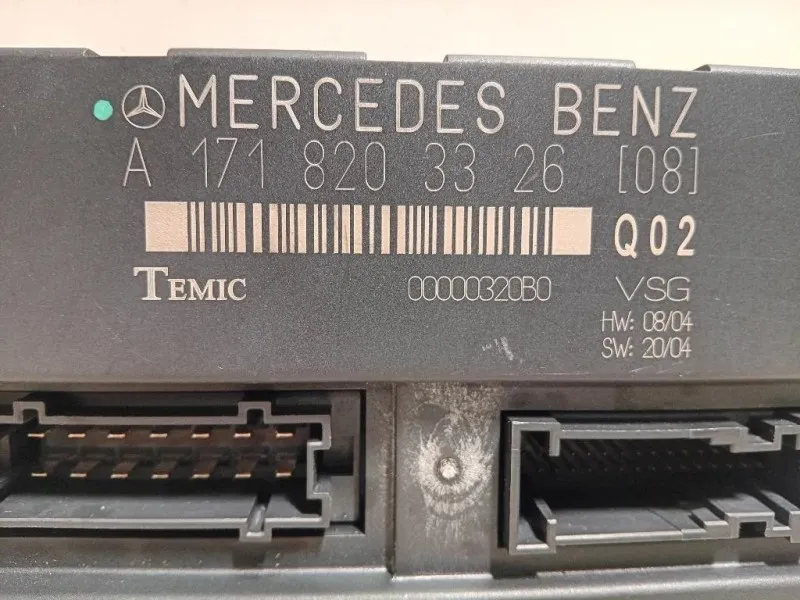 MERCEDES BENZ
A 171 820 33 26 [08]
Q02
TEMIC 00000320B0 VSG
HW: 08/04
SW: 20/04